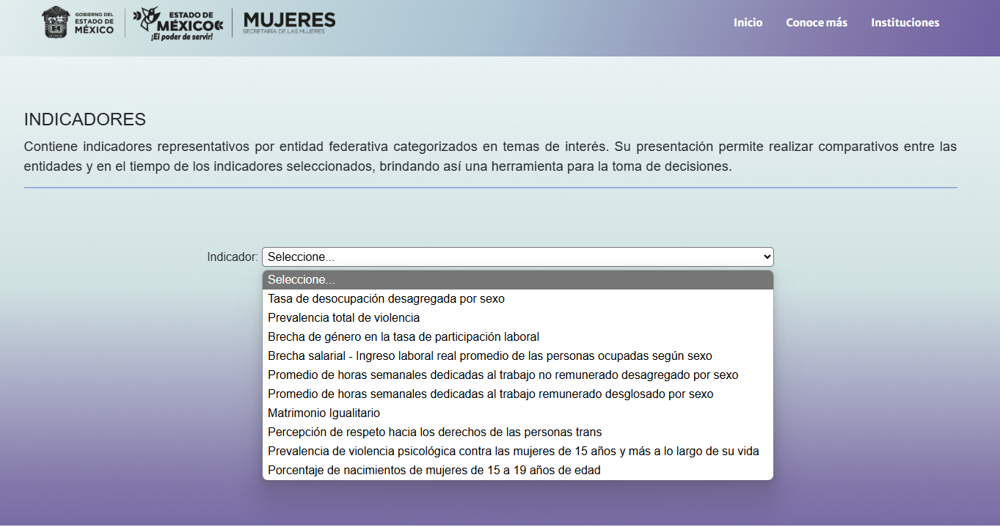 GOBIERNO DEL
ESTADO DE
MÉXICO
ESTADO DE
MÉXICO
¡El poder de servir!
MUJERES
SECRETARÍA DE LAS MUJERES
Inicio
Conoce más
Instituciones
INDICADORES
Contiene indicadores representativos por entidad federativa categorizados en temas de interés. Su presentación permite realizar comparativos entre las
entidades y en el tiempo de los indicadores seleccionados, brindando así una herramienta para la toma de decisiones.
Indicador: Seleccione...
Seleccione...
Tasa de desocupación desagregada por sexo
Prevalencia total de violencia
Brecha de género en la tasa de participación laboral
Brecha salarial - Ingreso laboral real promedio de las personas ocupadas según sexo
Promedio de horas semanales dedicadas al trabajo no remunerado desagregado por sexo
Promedio de horas semanales dedicadas al trabajo remunerado desglosado por sexo
Matrimonio Igualitario
Percepción de respeto hacia los derechos de las personas trans
Prevalencia de violencia psicológica contra las mujeres de 15 años y más a lo largo de su vida
Porcentaje de nacimientos de mujeres de 15 a 19 años de edad